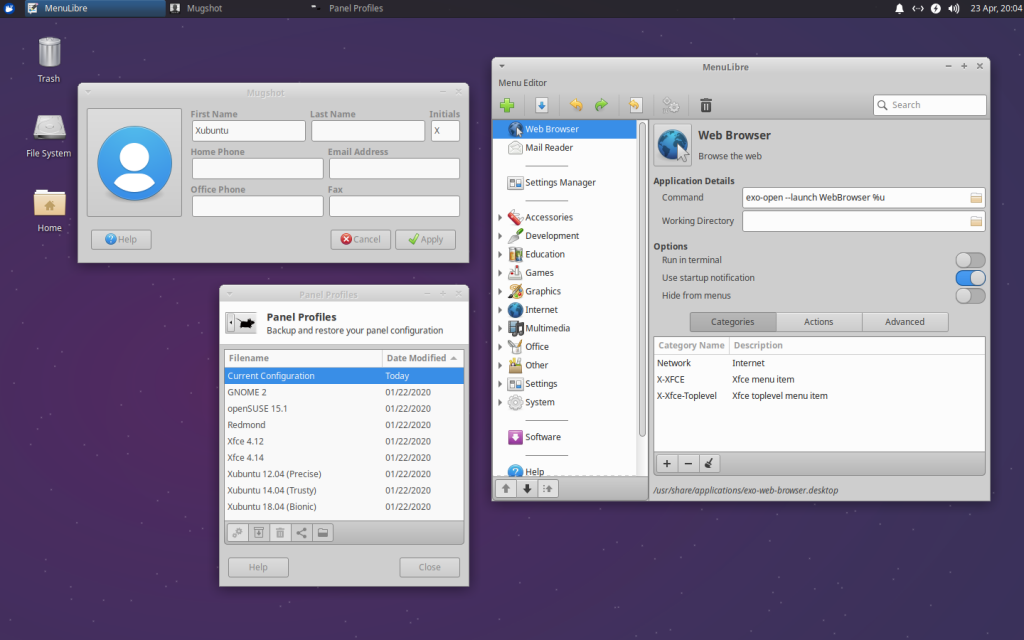 MenuLibre
Mugshot
Panel Profiles
23 Apr, 20:04
Trash
File System
Home
Mugshot
First Name
Last Name
Initials
Xubuntu
X
Home Phone
Email Address
Office Phone
Fax
Help
Cancel
Apply
Panel Profiles
Panel Profiles
Backup and restore your panel configuration
Filename
Date Modified
Current Configuration
Today
GNOME 2
01/22/2020
openSUSE 15.1
01/22/2020
Redmond
01/22/2020
Xfce 4.12
01/22/2020
Xfce 4.14
01/22/2020
Xubuntu 12.04 (Precise)
01/22/2020
Xubuntu 14.04 (Trusty)
01/22/2020
Xubuntu 18.04 (Bionic)
01/22/2020
Help
Close
MenuLibre
Menu Editor
Search
Web Browser
Mail Reader
Settings Manager
Accessories
Development
Education
Games
Graphics
Internet
Multimedia
Office
Other
Settings
System
Software
Help
Web Browser
Browse the web
Application Details
Command
exo-open --launch WebBrowser %u
Working Directory
Options
Run in terminal
Use startup notification
Hide from menus
Categories
Actions
Advanced
Category Name
Description
Network
Internet
X-XFCE
Xfce menu item
X-Xfce-Toplevel
Xfce toplevel menu item
/usr/share/applications/exo-web-browser.desktop